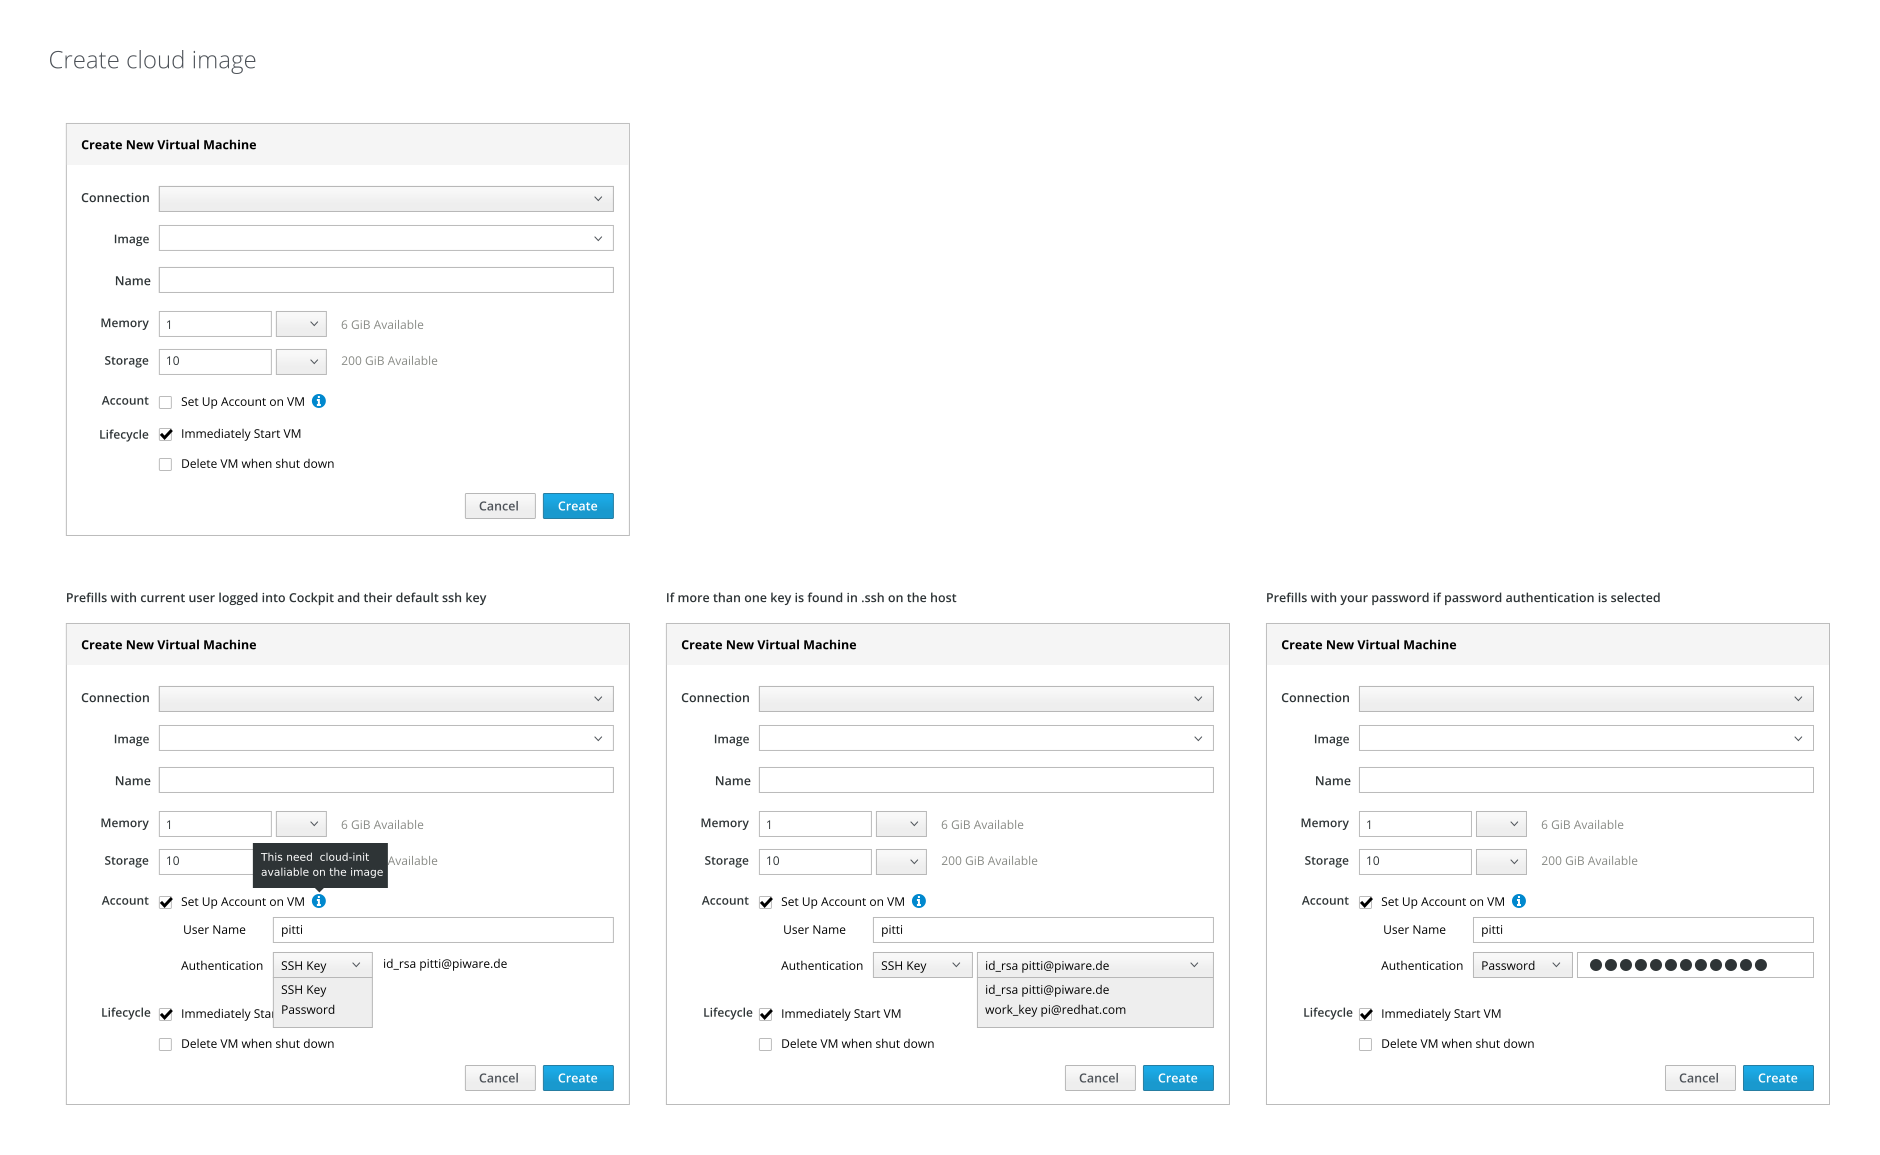 Create cloud image
Create New Virtual Machine
Connection
Image
Name
Memory 1 6 GiB Available
Storage 10 200 GiB Available
Account Set Up Account on VM
Lifecycle Immediately Start VM
Delete VM when shut down
Cancel Create
Prefills with current user logged into Cockpit and their default ssh key
Create New Virtual Machine
Connection
Image
Name
Memory 1 6 GiB Available
Storage 10 Available
This need cloud-init
avaliable on the image
Account Set Up Account on VM
User Name pitti
Authentication SSH Key id_rsa pitti@piware.de
SSH Key
Password
Lifecycle Immediately Star
Delete VM when shut down
Cancel Create
If more than one key is found in .ssh on the host
Create New Virtual Machine
Connection
Image
Name
Memory 1 6 GiB Available
Storage 10 200 GiB Available
Account Set Up Account on VM
User Name pitti
Authentication SSH Key id_rsa pitti@piware.de
id_rsa pitti@piware.de
work_key pi@redhat.com
Lifecycle Immediately Start VM
Delete VM when shut down
Cancel Create
Prefills with your password if password authentication is selected
Create New Virtual Machine
Connection
Image
Name
Memory 1 6 GiB Available
Storage 10 200 GiB Available
Account Set Up Account on VM
User Name pitti
Authentication Password
Lifecycle Immediately Start VM
Delete VM when shut down
Cancel Create